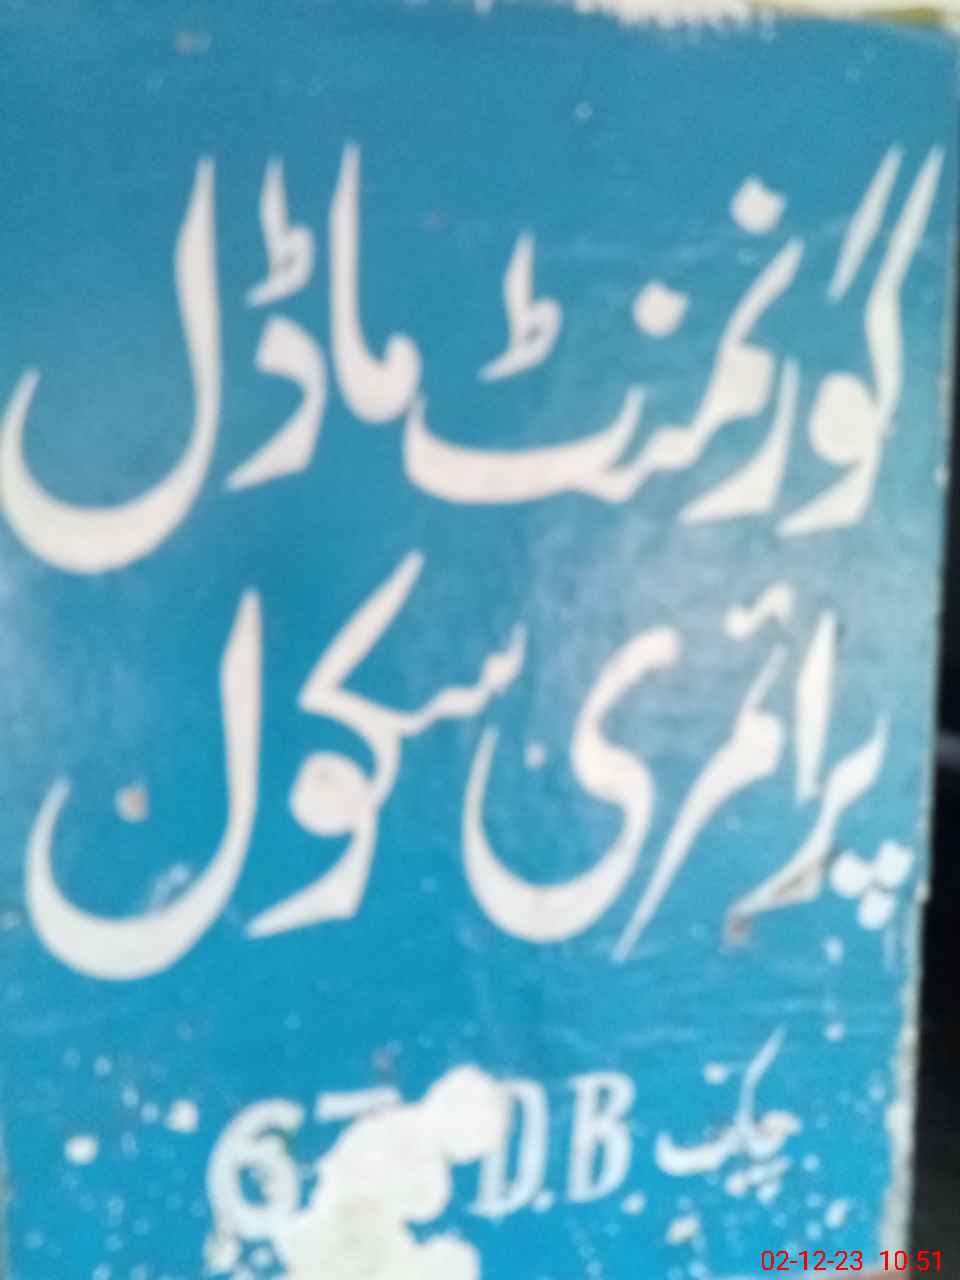 گورنمنٹ ماڈل
پرائمری سکول
چک D.B
02-12-23 10:51